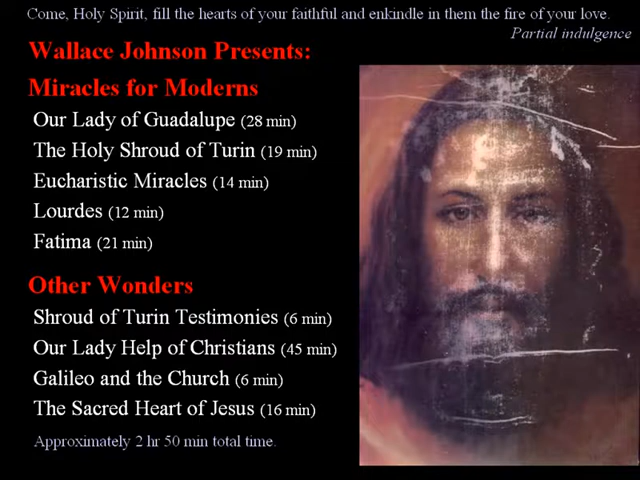 Come, Holy Spirit, fill the hearts of your faithful and enkindle in them the fire of your love.
Partial indulgence
Wallace Johnson Presents:
Miracles for Moderns
Our Lady of Guadalupe (28 min)
The Holy Shroud of Turin (19 min)
Eucharistic Miracles (14 min)
Lourdes (12 min)
Fatima (21 min)
Other Wonders
Shroud of Turin Testimonies (6 min)
Our Lady Help of Christians (45 min)
Galileo and the Church (6 min)
The Sacred Heart of Jesus (16 min)
Approximately 2 hr 50 min total time.